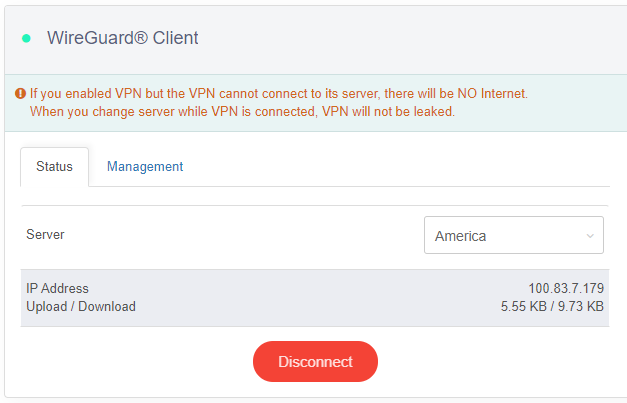 WireGuard® Client
If you enabled VPN but the VPN cannot connect to its server, there will be NO Internet.
When you change server while VPN is connected, VPN will not be leaked.
Status
Management
Server
America
IP Address
100.83.7.179
Upload / Download
5.55 KB / 9.73 KB
Disconnect